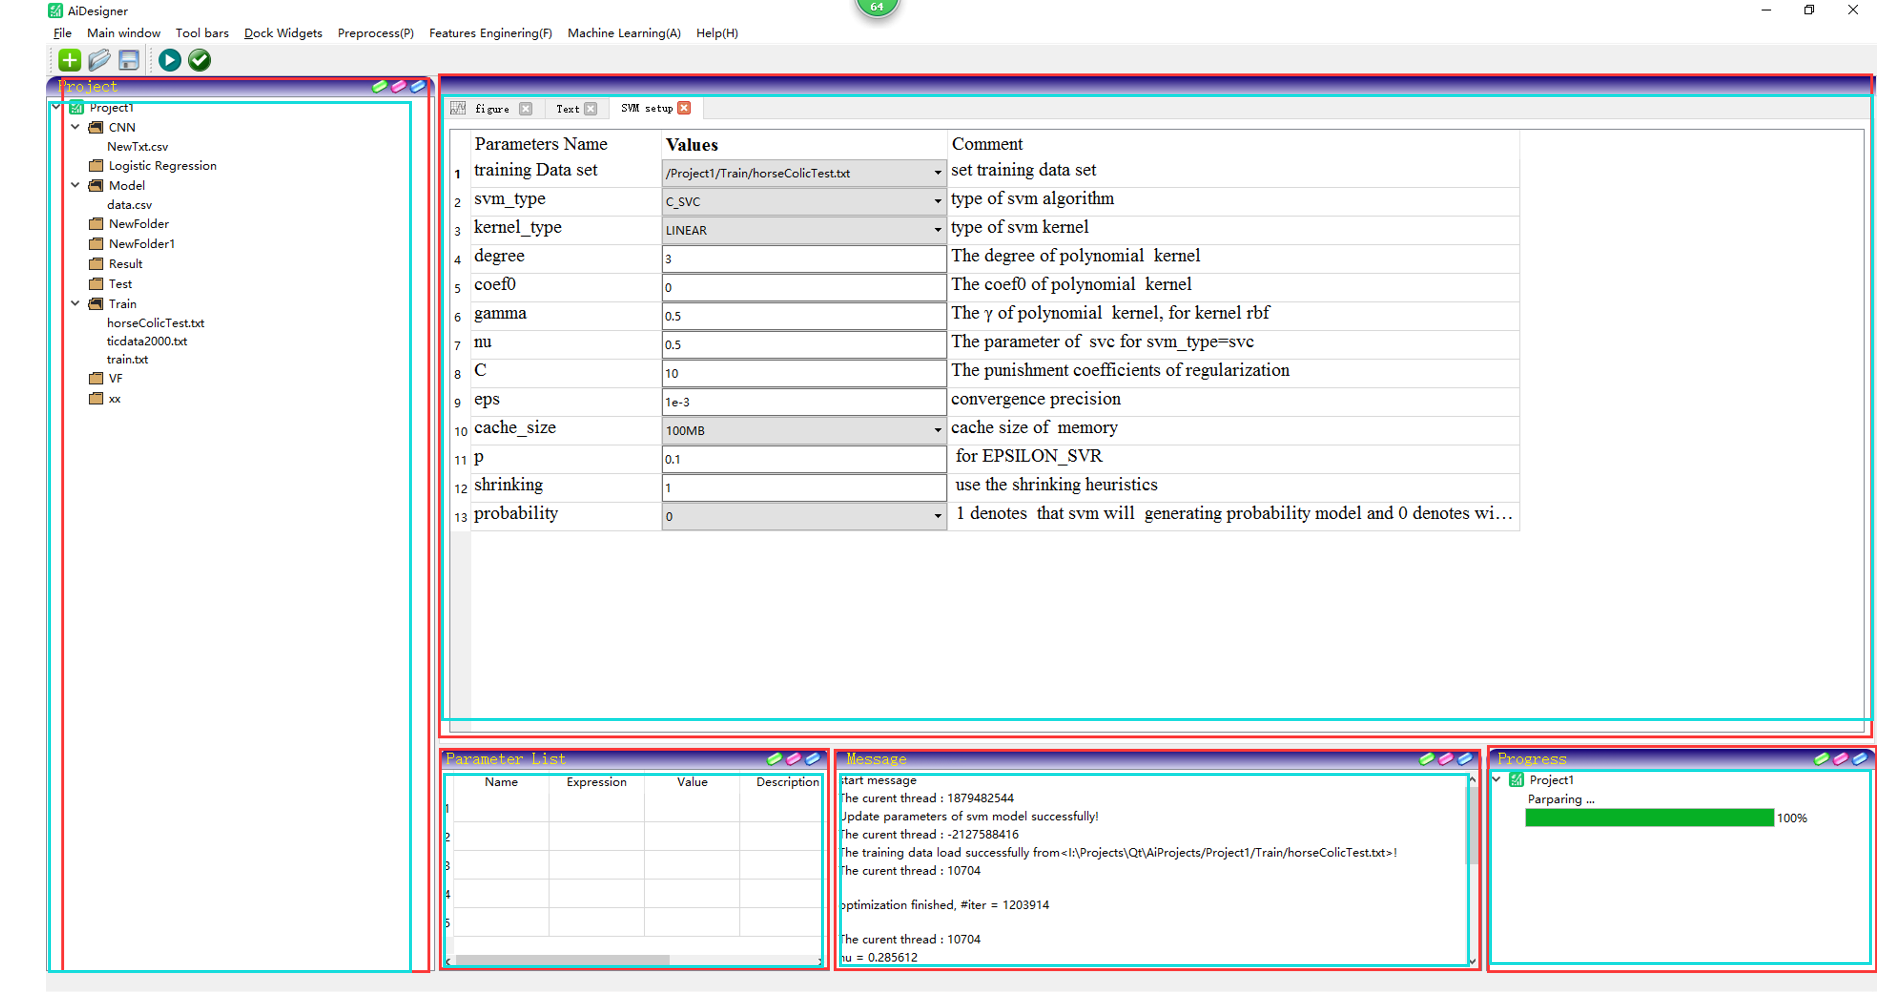 AiDesigner
64
File Main window Tool bars Dock Widgets Preprocess(P) Features Enginering(F) Machine Learning(A) Help(H)
Project
Project1
CNN
NewTxt.csv
Logistic Regression
Model
data.csv
NewFolder
NewFolder1
Result
Test
Train
horseColicTest.txt
ticdata2000.txt
train.txt
VF
xx
figure Text SVM setup
Parameters Name Values Comment
1 training Data set /Project1/Train/horseColicTest.txt set training data set
2 svm_type C_SVC type of svm algorithm
3 kernel_type LINEAR type of svm kernel
4 degree 3 The degree of polynomial kernel
5 coef0 0 The coef0 of polynomial kernel
6 gamma 0.5 The γ of polynomial kernel, for kernel rbf
7 nu 0.5 The parameter of svc for svm_type=svc
8 C 10 The punishment coefficients of regularization
9 eps 1e-3 convergence precision
10 cache_size 100MB cache size of memory
11 p 0.1 for EPSILON_SVR
12 shrinking 1 use the shrinking heuristics
13 probability 0 1 denotes that svm will generating probability model and 0 denotes wi...
Parameter List
Name Expression Value Description
1
2
3
4
5
Message
start message
The curent thread : 1879482544
Update parameters of svm model successfully!
The curent thread : -2127588416
The training data load successfully from<I:\Projects\Qt\AiProjects/Project1/Train/horseColicTest.txt>!
The curent thread : 10704
optimization finished, #iter = 1203914
The curent thread : 10704
nu = 0.285612
Progress
Project1
Parparing ...
100%